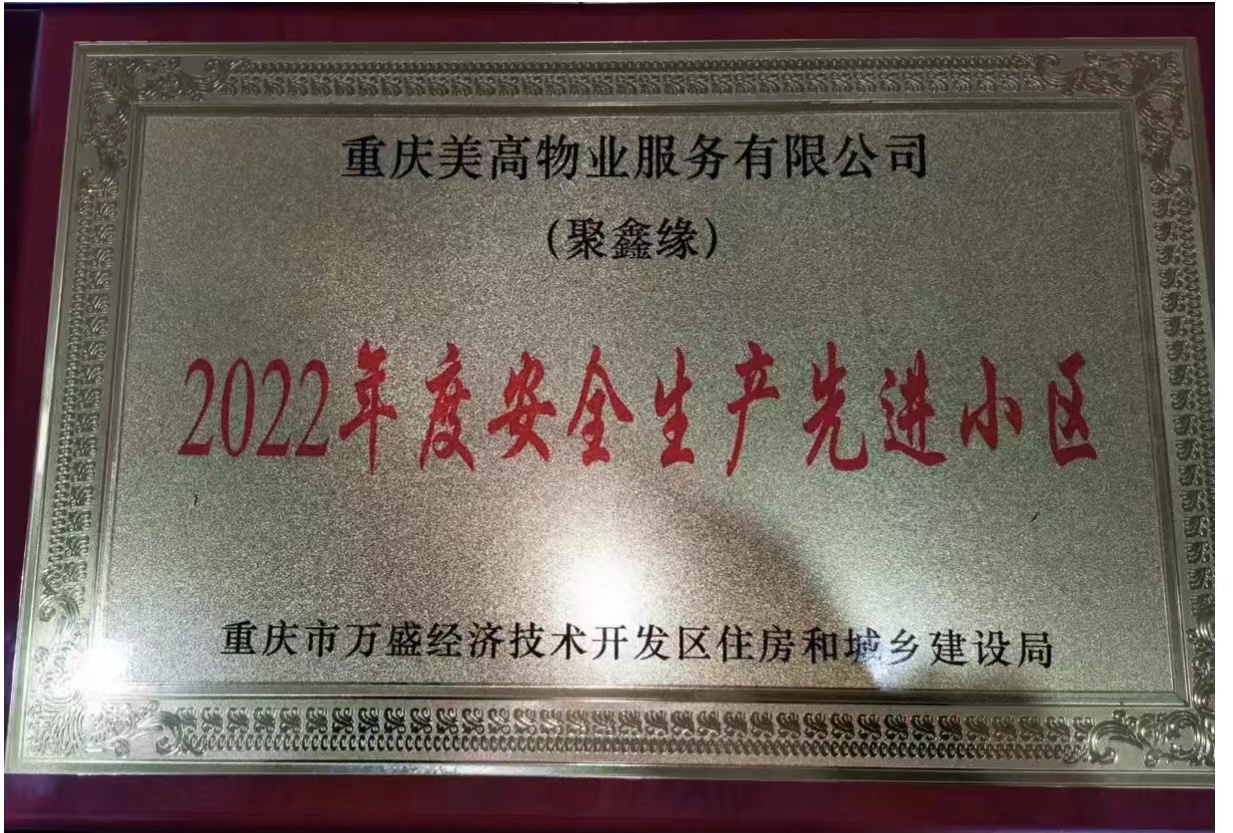 重庆美高物业服务有限公司
（聚鑫缘）
2022年度安全生产先进小区
重庆市万盛经济技术开发区住房和城乡建设局